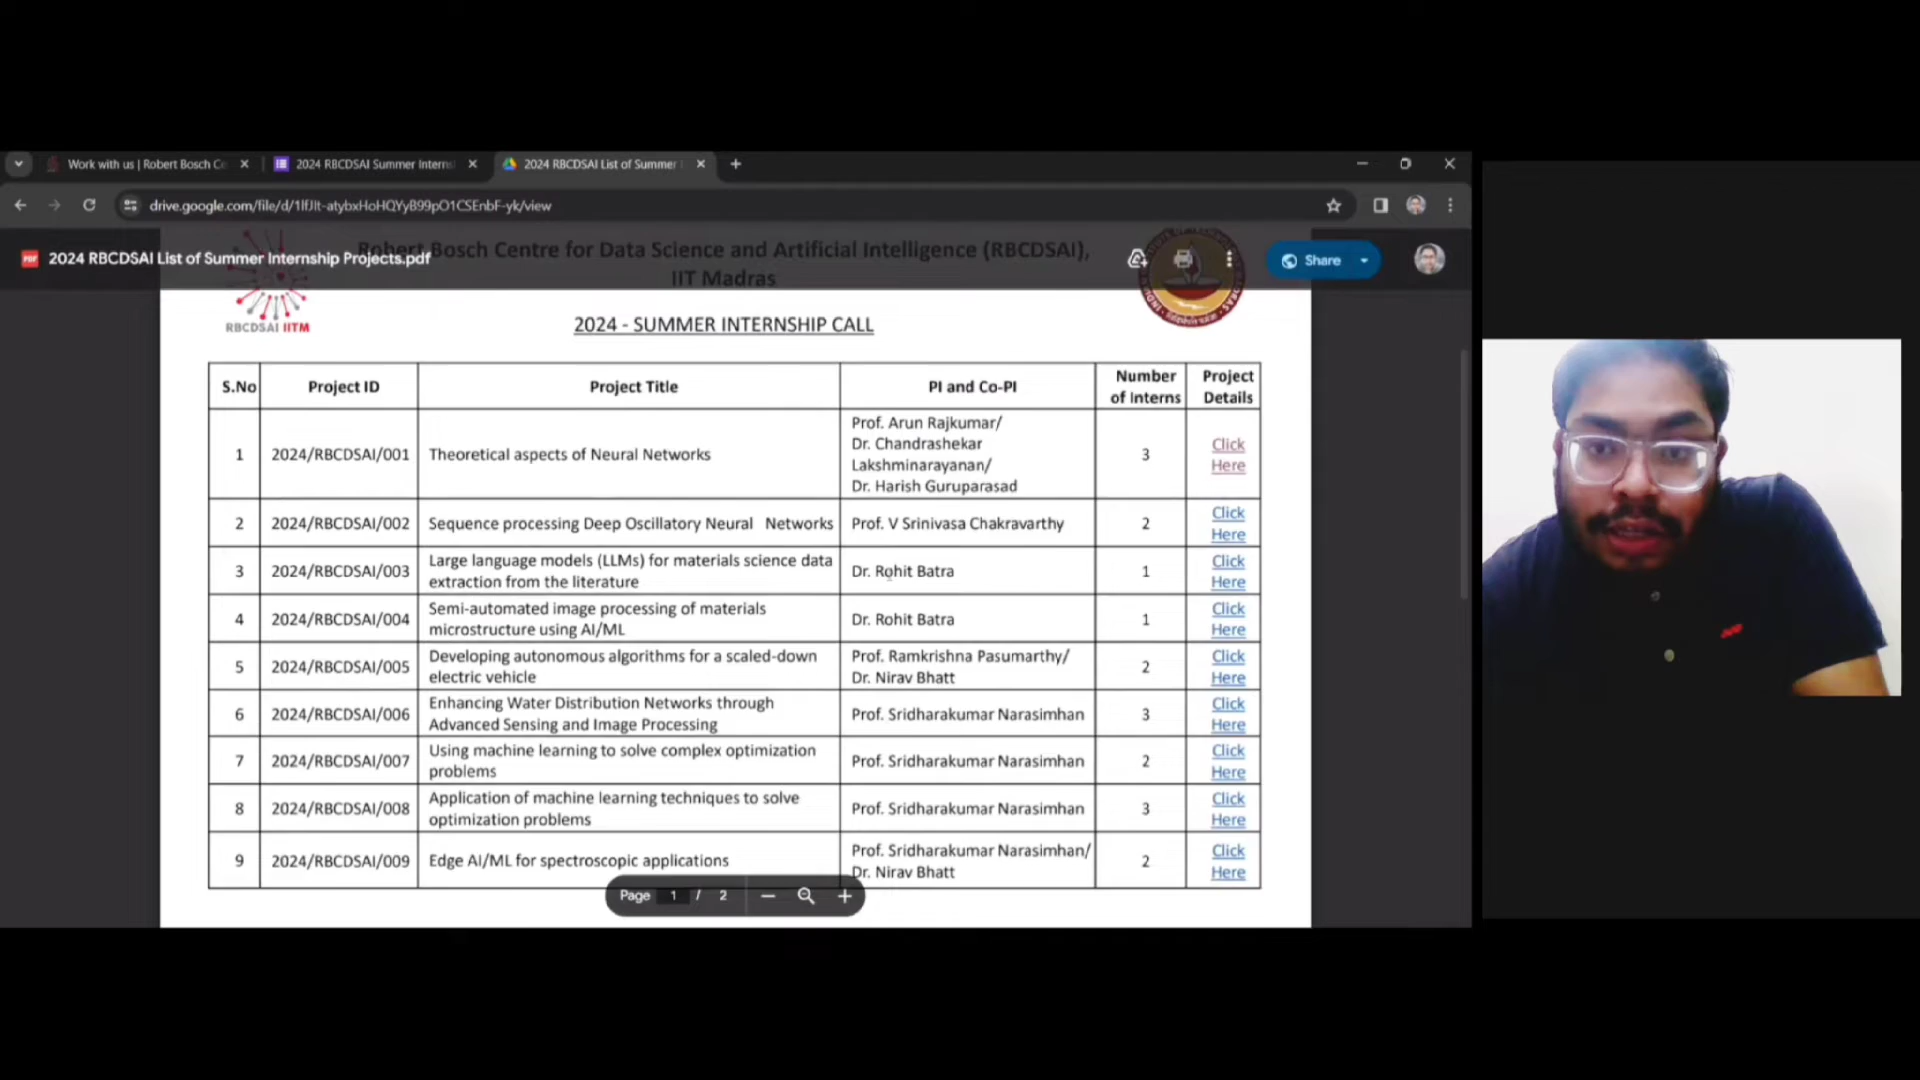 Work with us | Robert Bosch Ce
2024 RBCDSAI Summer Interns
2024 RBCDSAI List of Summer
drive.google.com/file/d/1lfJIt-atybxHoHQYyB99pO1CSEnbF-yk/view
Robert Bosch Centre for Data Science and Artificial Intelligence (RBCDSAI),
IIT Madras
PDF
2024 RBCDSAI List of Summer Internship Projects.pdf
Share
RBCDSAI IITM
2024 - SUMMER INTERNSHIP CALL
S.No Project ID Project Title PI and Co-PI Number of Interns Project Details
1 2024/RBCDSAI/001 Theoretical aspects of Neural Networks Prof. Arun Rajkumar/
Dr. Chandrashekar
Lakshminarayanan/
Dr. Harish Guruparasad 3 Click
Here
2 2024/RBCDSAI/002 Sequence processing Deep Oscillatory Neural Networks Prof. V Srinivasa Chakravarthy 2 Click
Here
3 2024/RBCDSAI/003 Large language models (LLMs) for materials science data
extraction from the literature Dr. Rohit Batra 1 Click
Here
4 2024/RBCDSAI/004 Semi-automated image processing of materials
microstructure using AI/ML Dr. Rohit Batra 1 Click
Here
5 2024/RBCDSAI/005 Developing autonomous algorithms for a scaled-down
electric vehicle Prof. Ramkrishna Pasumarthy/
Dr. Nirav Bhatt 2 Click
Here
6 2024/RBCDSAI/006 Enhancing Water Distribution Networks through
Advanced Sensing and Image Processing Prof. Sridharakumar Narasimhan 3 Click
Here
7 2024/RBCDSAI/007 Using machine learning to solve complex optimization
problems Prof. Sridharakumar Narasimhan 2 Click
Here
8 2024/RBCDSAI/008 Application of machine learning techniques to solve
optimization problems Prof. Sridharakumar Narasimhan 3 Click
Here
9 2024/RBCDSAI/009 Edge AI/ML for spectroscopic applications Prof. Sridharakumar Narasimhan/
Dr. Nirav Bhatt 2 Click
Here
Page 1 / 2